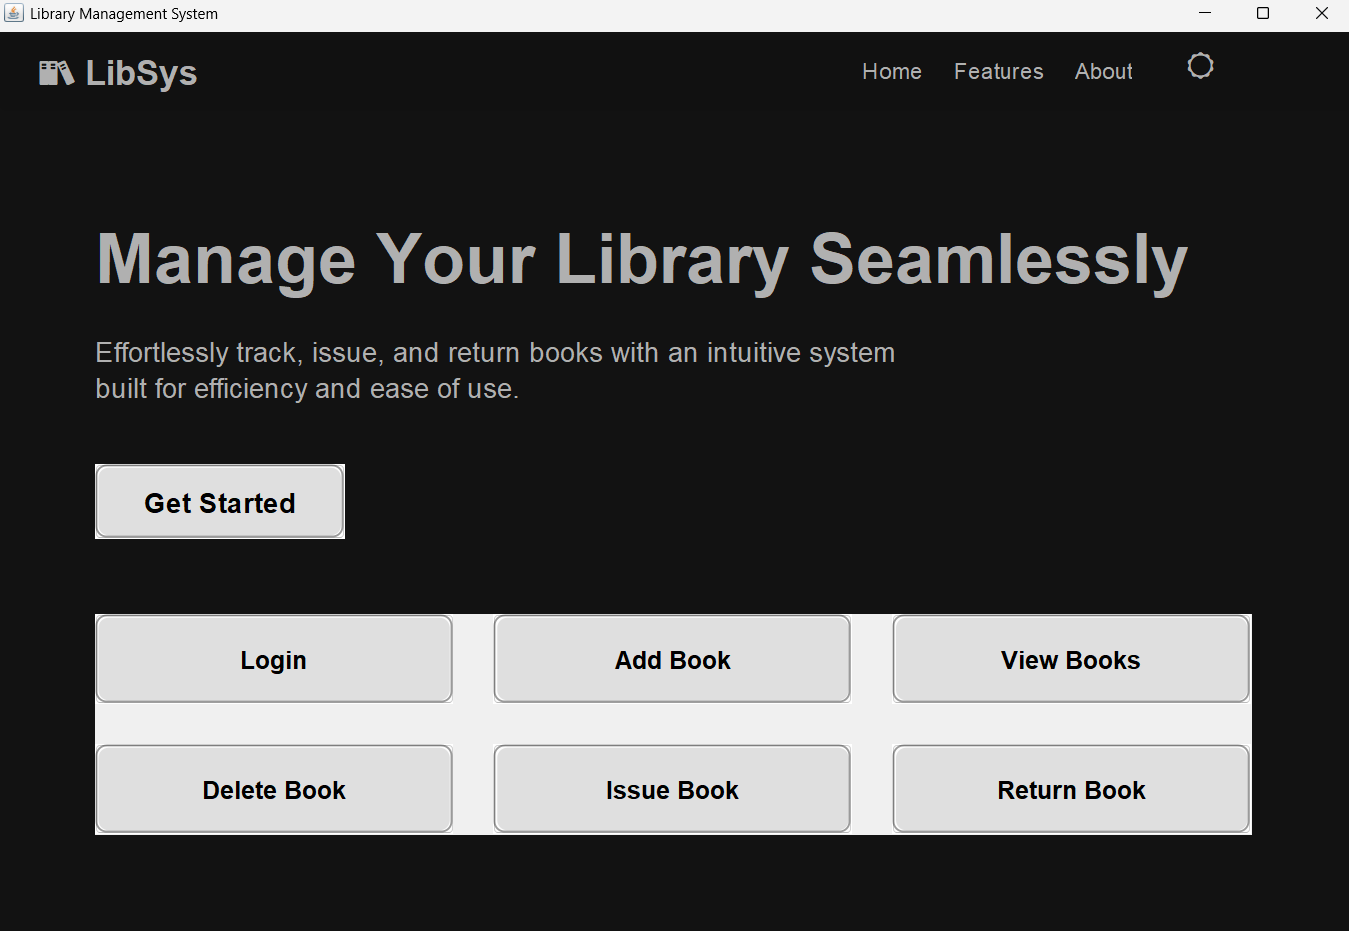 Library Management System
LibSys
Home Features About
Manage Your Library Seamlessly
Effortlessly track, issue, and return books with an intuitive system
built for efficiency and ease of use.
Get Started
Login Add Book View Books
Delete Book Issue Book Return Book